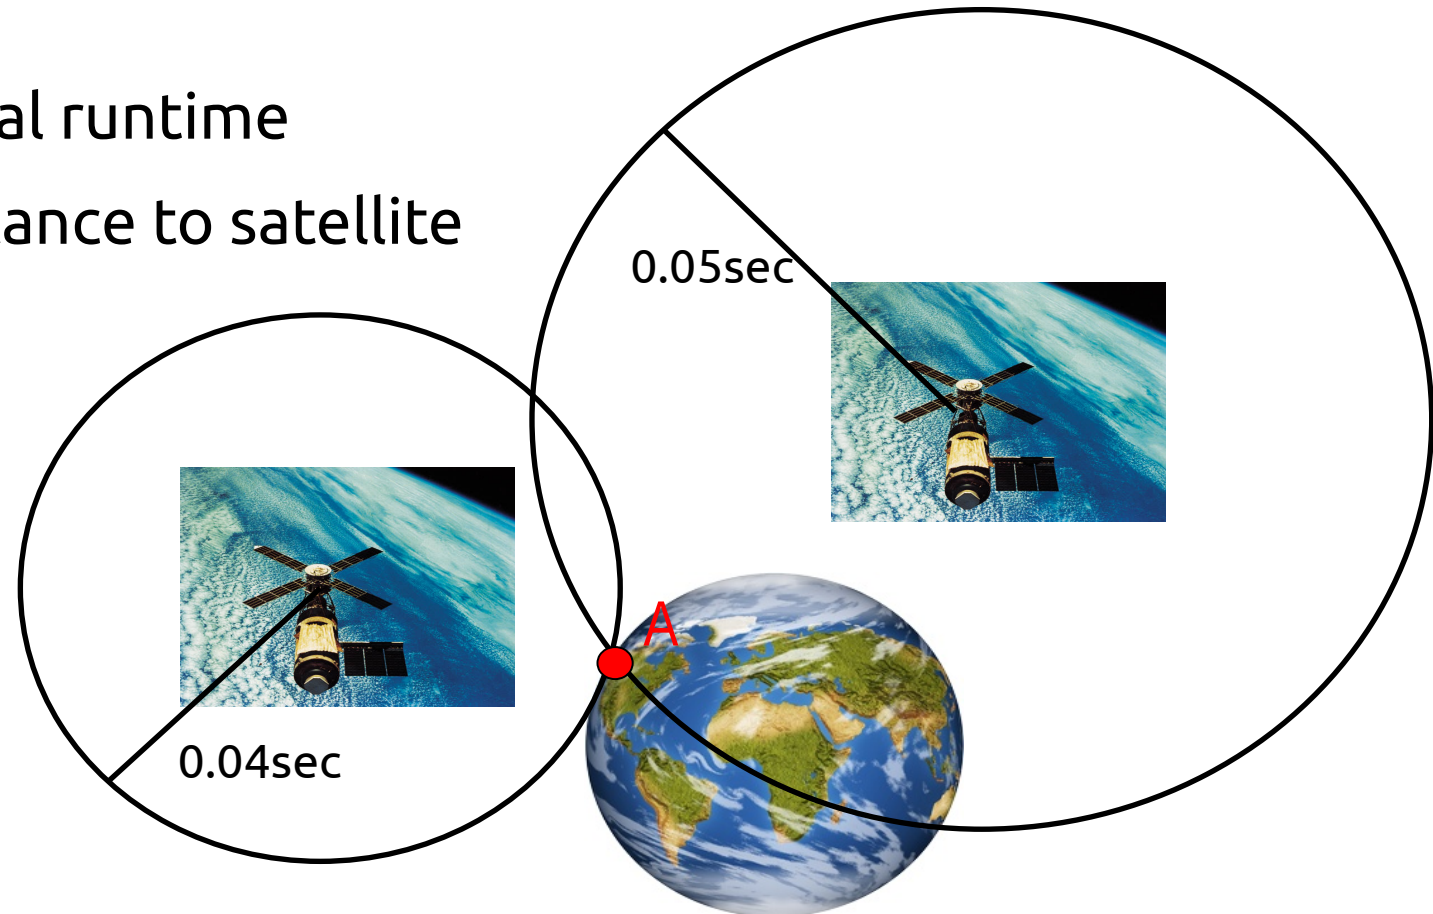 al runtime
ance to satellite
0.05sec
A
0.04sec